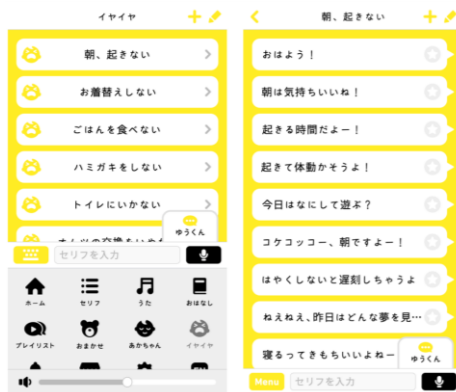 イヤイヤ
朝、起きない
お着替えしない
ごはんを食べない
ハミガキをしない
トイレにいかない
ゆうくん
セリフを入力
ホーム
セリフ
うた
おはなし
プレイリスト
おまかせ
あかちゃん
イヤイヤ
朝、起きない
おはよう！
朝は気持ちいいね！
起きる時間だよー！
起きて体動かそうよ！
今日はなにして遊ぶ？
コケコッコー、朝ですよー！
はやくしないと遅刻しちゃうよ
ねえねえ、昨日はどんな夢を見…
寝るってきもちいいよねー
ゆうくん
Menu
セリフを入力